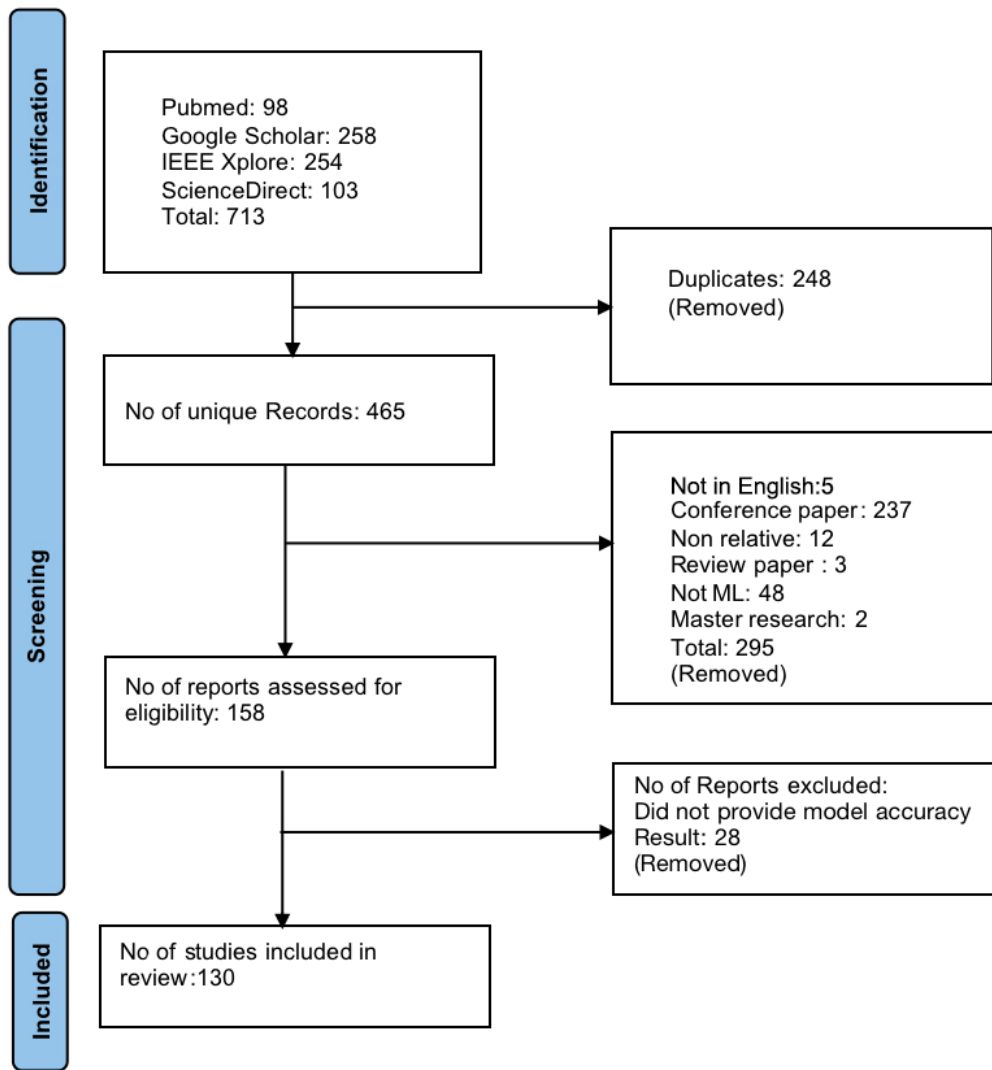 Identification
Pubmed: 98
Google Scholar: 258
IEEE Xplore: 254
ScienceDirect: 103
Total: 713
Duplicates: 248
(Removed)
Screening
No of unique Records: 465
Not in English:5
Conference paper: 237
Non relative: 12
Review paper : 3
Not ML: 48
Master research: 2
Total: 295
(Removed)
No of reports assessed for
eligibility: 158
No of Reports excluded:
Did not provide model accuracy
Result: 28
(Removed)
Included
No of studies included in
review:130